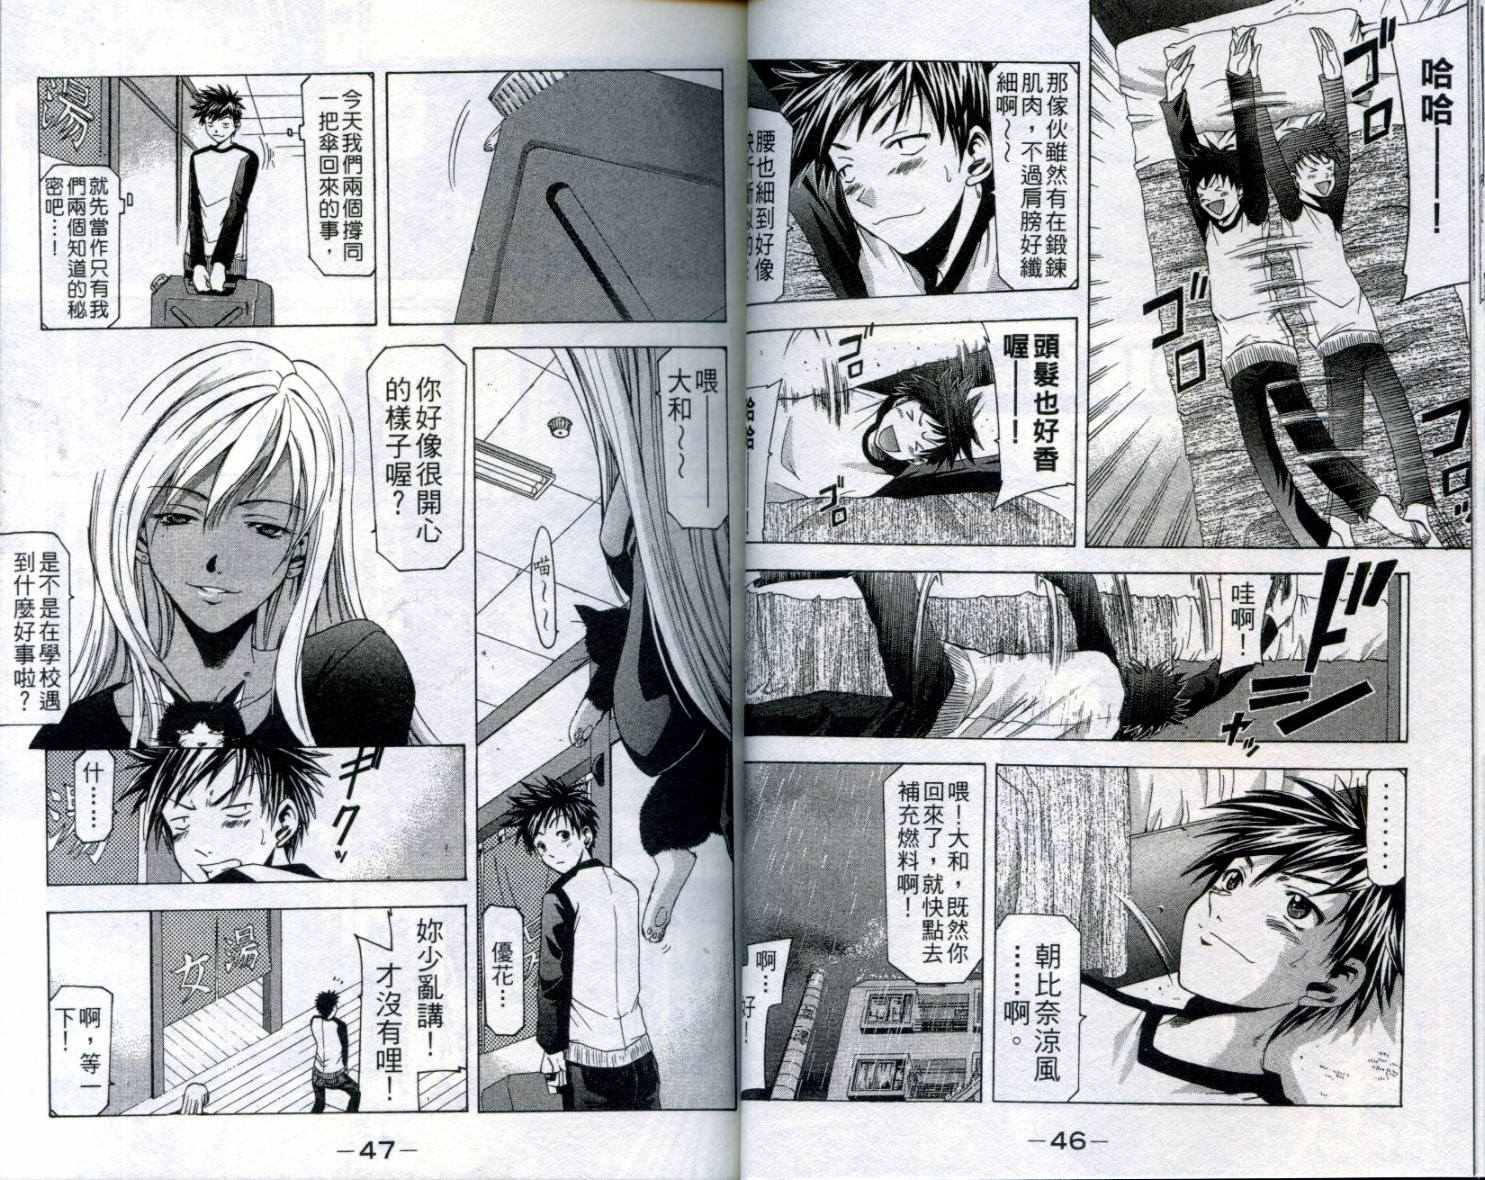 哈哈——！
ゴロ
ゴロ
ゴロ
那傢伙雖然有在鍛鍊
肌肉，不過肩膀好纖
細啊～～
腰也細到好像
頭髮也好香
喔——！
ゴロ
ゴロ
哇啊！
ドシン
ヤッ
………
朝比奈涼風
……啊。
喂！大和，既然你
回來了，就快點去
補充燃料啊！
啊…
好！
—46—
今天我們兩個撐同
一把傘回來的事，
就先當作只有我
們兩個知道的秘
密吧…！
湯
喂——
大和～～
喵～～
優花…
你好像很開心
的樣子喔？
是不是在學校遇
到什麼好事啦？
什……
ギクッ
湯
妳少亂講！
才沒有哩！
女
湯
啊，等一
下！
—47—